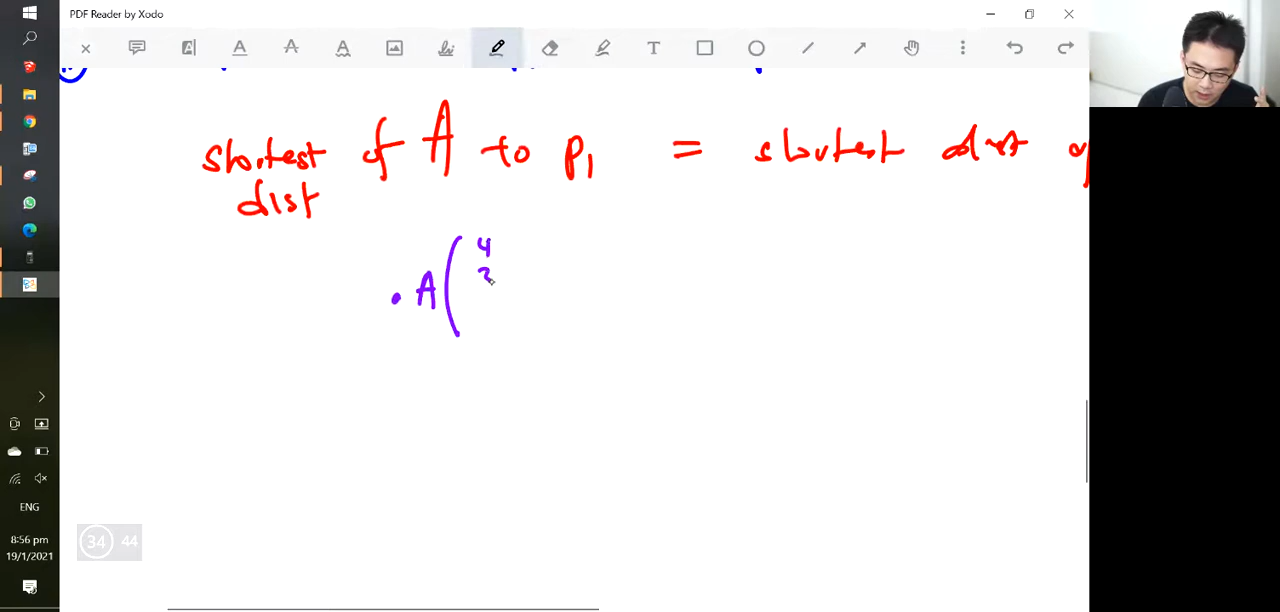 PDF Reader by Xodo
shortest of A to p1 = shortest dist
dist
A ( 4
2
34 44
ENG
8:56 pm
19/1/2021